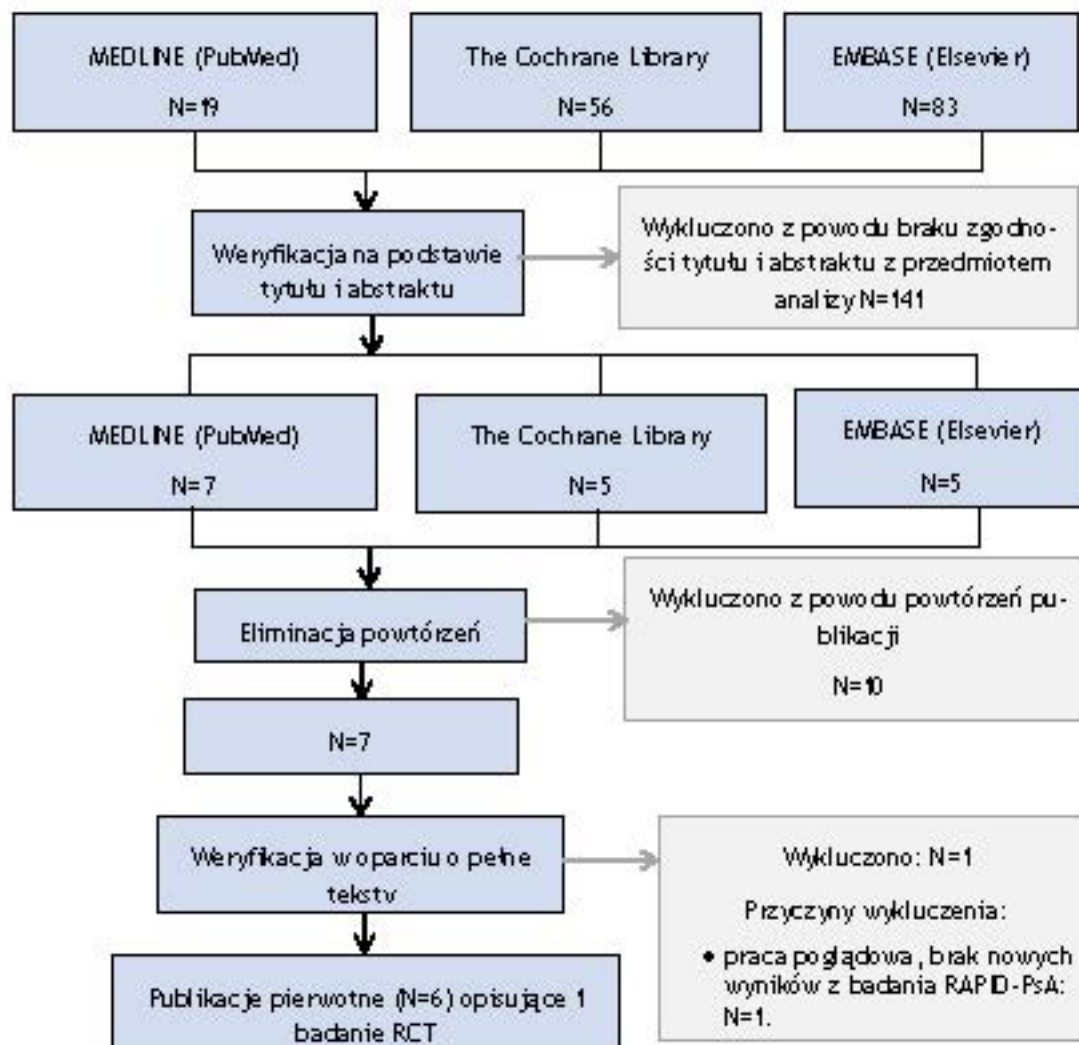 MEDLINE (PubMed)
N=19
The Cochrane Library
N=56
EMBASE (Elsevier)
N=83
Weryfikacja na podstawie
tytułu i abstraktu
Wykluczono z powodu braku zgodno-
ści tytułu i abstraktu z przedmiotem
analizy N=141
MEDLINE (PubMed)
N=7
The Cochrane Library
N=5
EMBASE (Elsevier)
N=5
Eliminacja powtórzeń
Wykluczono z powodu powtórzeń pu-
blikacji
N=10
N=7
Weryfikacja w oparciu o pełne
teksty
Wykluczono: N=1
Przyczyny wykluczenia:
• praca poglądowa, brak nowych
wyników z badania RAPID-PsA:
N=1.
Publikacje pierwotne (N=6) opisujące 1
badanie RCT